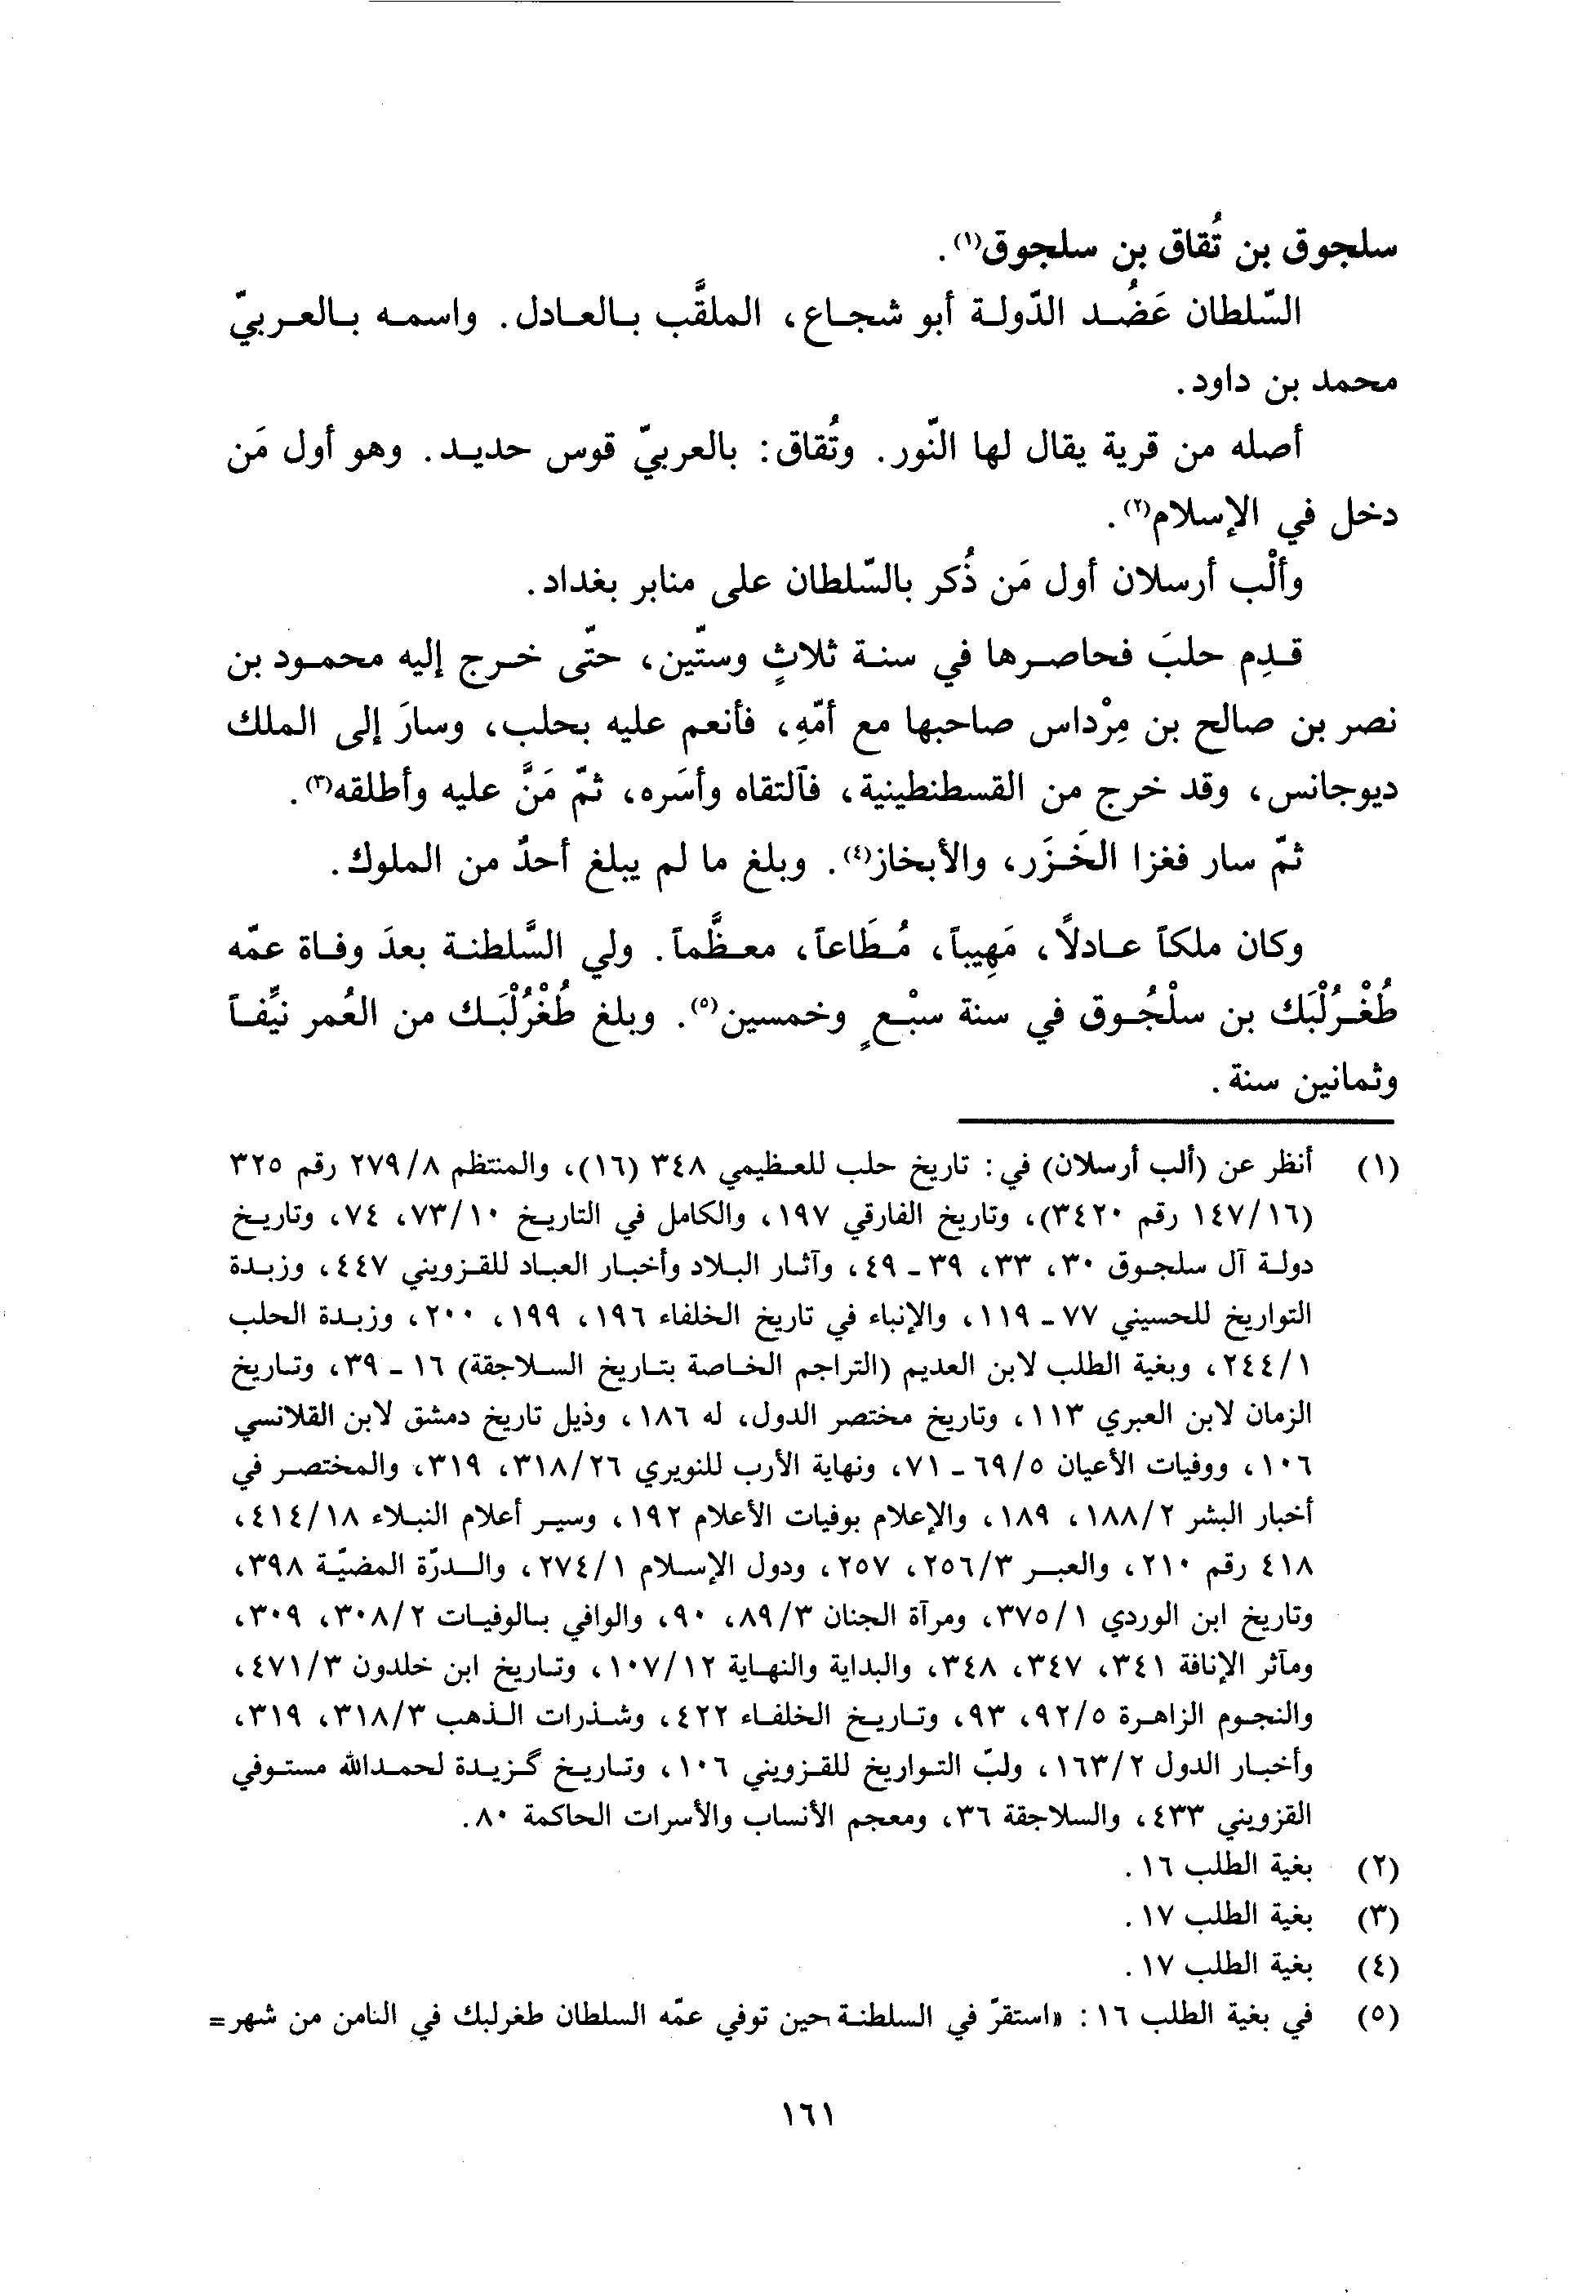 سلجوق بن تُقاق بن سلجوق(١).
السّلطان عَضُد الدّولة أبو شجاع، الملقَّب بالعادل. واسمه بالعربيّ
محمد بن داود.
أصله من قرية يقال لها النّور. وتُقاق: بالعربيّ قوس حديد. وهو أول مَن
دخل في الإسلام(٢).
وألْب أرسلان أول مَن ذُكر بالسّلطان على منابر بغداد.
قدِم حلبَ فحاصرها في سنة ثلاثٍ وستّين، حتّى خرج إليه محمود بن
نصر بن صالح بن مِرْداس صاحبها مع أمّهِ، فأنعم عليه بحلب، وسارَ إلى الملك
ديوجانس، وقد خرج من القسطنطينية، فآلتقاه وأسَره، ثمّ مَنَّ عليه وأطلقه(٣).
ثمّ سار فغزا الخَزَر، والأبخاز(٤). وبلغ ما لم يبلغ أحدٌ من الملوك.
وكان ملكاً عادلاً، مَهِيباً، مُطَاعاً، معظَّماً. ولي السَّلطنة بعدَ وفاة عمّه
طُغْرُلْبَك بن سلْجُوق في سنة سبْعٍ وخمسين(٥). وبلغ طُغْرُلْبَك من العُمر نيِّفاً
وثمانين سنة.
(١) أنظر عن (ألب أرسلان) في: تاريخ حلب للعظيمي ٣٤٨ (١٦)، والمنتظم ٢٧٩/٨ رقم ٣٢٥
(١٤٧/١٦ رقم ٣٤٢٠)، وتاريخ الفارقي ١٩٧، والكامل في التاريخ ٧٣/١٠، ٧٤، وتاريخ
دولة آل سلجوق ٣٠، ٣٣، ٣٩ - ٤٩، وآثار البلاد وأخبار العباد للقزويني ٤٤٧، وزبدة
التواريخ للحسيني ٧٧ - ١١٩، والإنباء في تاريخ الخلفاء ١٩٦، ١٩٩، ٢٠٠، وزبدة الحلب
٢٤٤/١، وبغية الطلب لابن العديم (التراجم الخاصة بتاريخ السلاجقة) ١٦ - ٣٩، وتاريخ
الزمان لابن العبري ١١٣، وتاريخ مختصر الدول، له ١٨٦، وذيل تاريخ دمشق لابن القلانسي
١٠٦، ووفيات الأعيان ٦٩/٥ - ٧١، ونهاية الأرب للنويري ٣١٨/٢٦، ٣١٩، والمختصر في
أخبار البشر ١٨٨/٢، ١٨٩، والإعلام بوفيات الأعلام ١٩٢، وسير أعلام النبلاء ٤١٤/١٨،
٤١٨ رقم ٢١٠، والعبر ٢٥٦/٣، ٢٥٧، ودول الإسلام ٢٧٤/١، والدرّة المضيّة ٣٩٨،
وتاريخ ابن الوردي ٣٧٥/١، ومرآة الجنان ٨٩/٣، ٩٠، والوافي بالوفيات ٣٠٨/٢، ٣٠٩،
ومآثر الإنافة ٣٤١، ٣٤٧، ٣٤٨، والبداية والنهاية ١٠٧/١٢، وتاريخ ابن خلدون ٤٧١/٣،
والنجوم الزاهرة ٩٢/٥، ٩٣، وتاريخ الخلفاء ٤٢٢، وشذرات الذهب ٣١٨/٣، ٣١٩،
وأخبار الدول ١٦٣/٢، ولبّ التواريخ للقزويني ١٠٦، وتاريخ گزيدة لحمدالله مستوفي
القزويني ٤٣٣، والسلاجقة ٣٦، ومعجم الأنساب والأسرات الحاكمة ٨٠.
(٢) بغية الطلب ١٦.
(٣) بغية الطلب ١٧.
(٤) بغية الطلب ١٧.
(٥) في بغية الطلب ١٦: «استقرّ في السلطنة حين توفي عمّه السلطان طغرلبك في الثامن من شهر=
١٦١